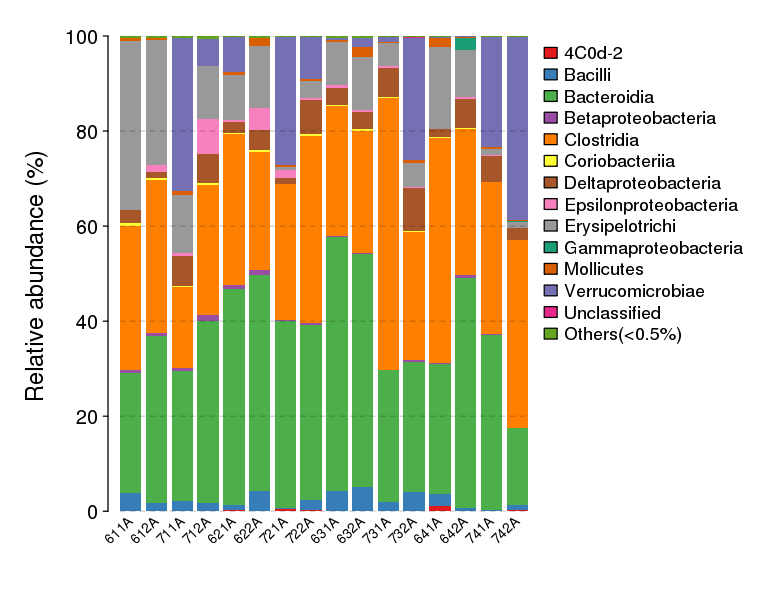 Relative abundance (%)
100
80
60
40
20
0
611A 612A 711A 712A 621A 622A 721A 722A 631A 632A 731A 732A 641A 642A 741A 742A
4C0d-2
Bacilli
Bacteroidia
Betaproteobacteria
Clostridia
Coriobacteriia
Deltaproteobacteria
Epsilonproteobacteria
Erysipelotrichi
Gammaproteobacteria
Mollicutes
Verrucomicrobiae
Unclassified
Others(<0.5%)